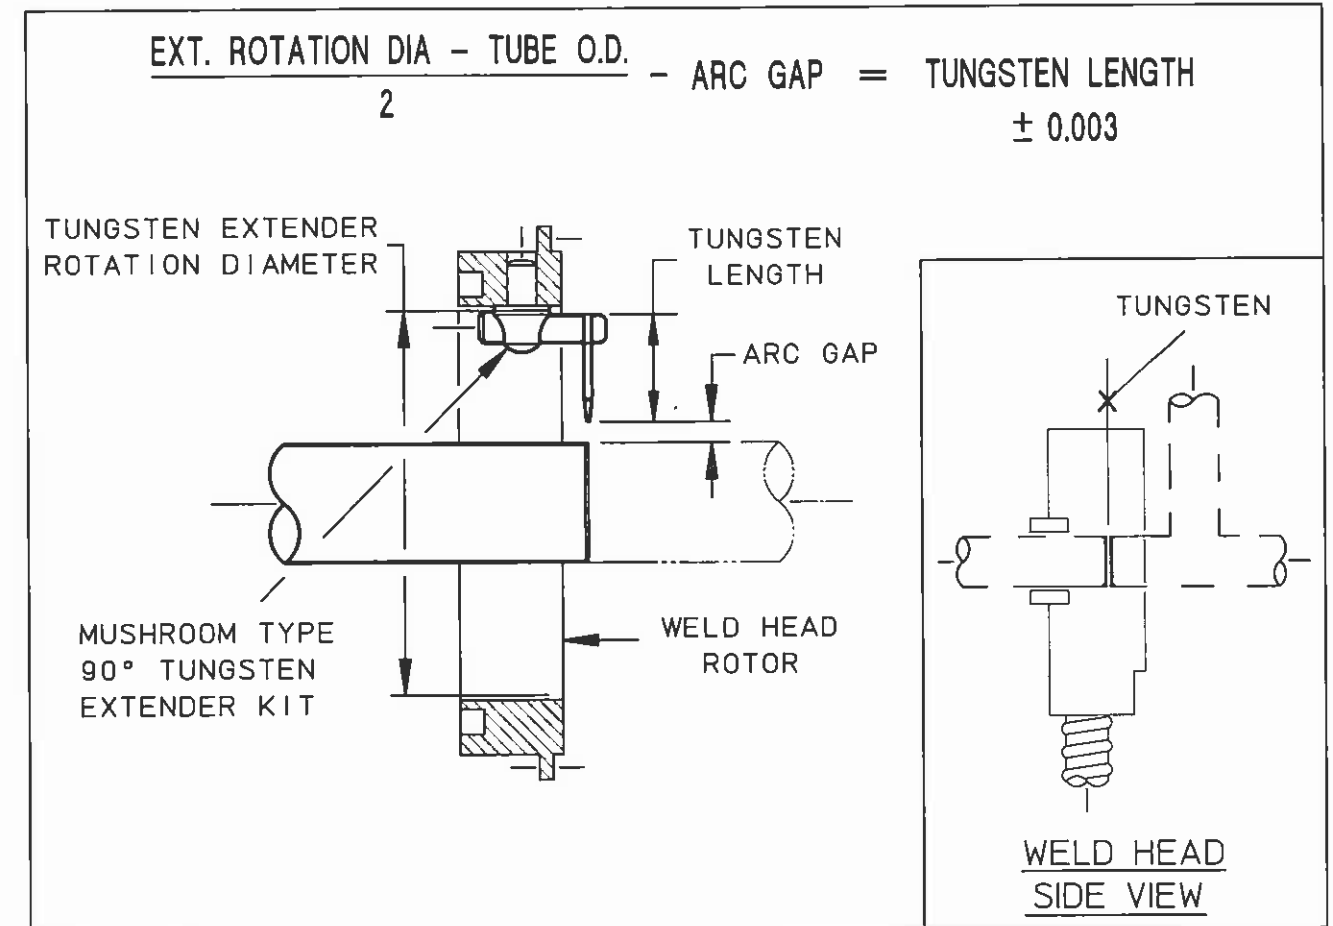 EXT. ROTATION DIA - TUBE O.D.
2
- ARC GAP = TUNGSTEN LENGTH
± 0.003
TUNGSTEN EXTENDER
ROTATION DIAMETER
TUNGSTEN
LENGTH
ARC GAP
MUSHROOM TYPE
90° TUNGSTEN
EXTENDER KIT
WELD HEAD
ROTOR
TUNGSTEN
WELD HEAD
SIDE VIEW